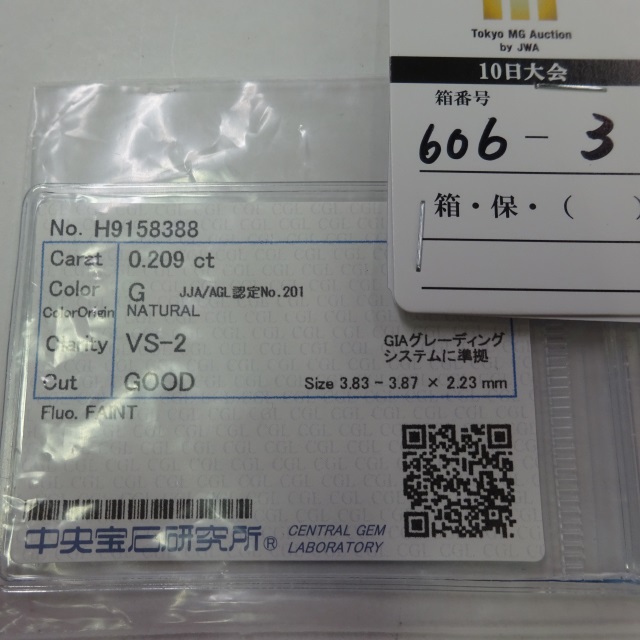 Tokyo MG Auction
by JWA
10日大会
箱番号
606 - 3
箱・保・( )
No. H9158388
Carat 0.209 ct
Color G JJA/AGL認定No.201
ColorOrigin NATURAL
Clarity VS-2 GIAグレーディング
システムに準拠
Cut GOOD Size 3.83 ~ 3.87 × 2.23 mm
Fluo. FAINT
中央宝石研究所® CENTRAL GEM
LABORATORY